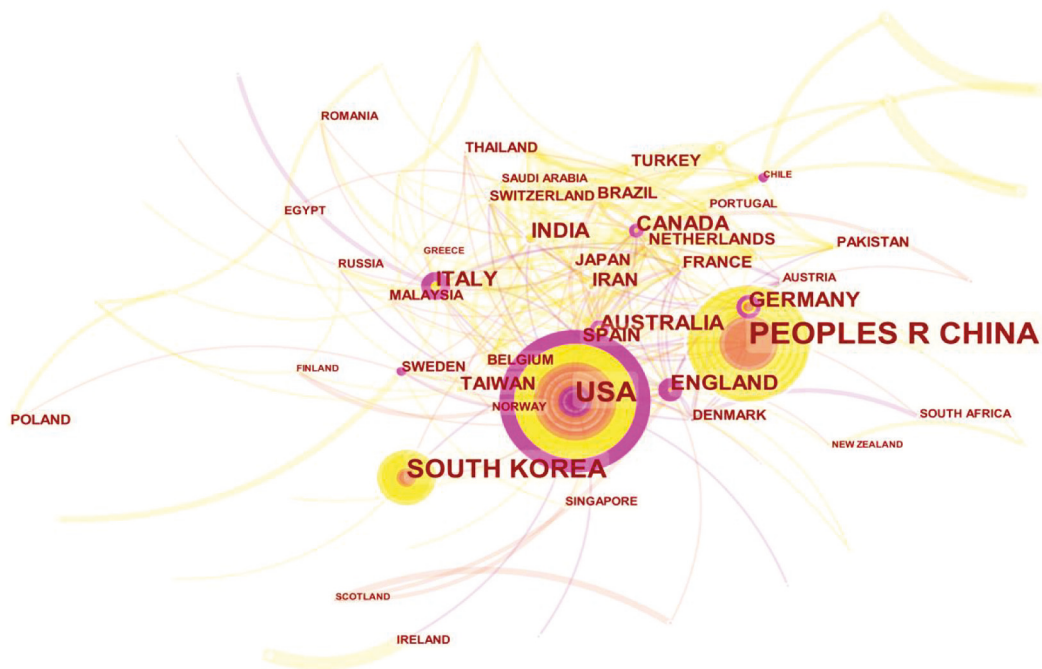 ROMANIA
THAILAND
TURKEY
SAUDI ARABIA
CHILE
SWITZERLAND
BRAZIL
PORTUGAL
EGYPT
INDIA
CANADA
NETHERLANDS
PAKISTAN
GREECE
RUSSIA
JAPAN
FRANCE
ITALY
IRAN
AUSTRIA
MALAYSIA
GERMANY
AUSTRALIA
SPAIN
PEOPLES R CHINA
BELGIUM
FINLAND
SWEDEN
TAIWAN
USA
ENGLAND
NORWAY
DENMARK
SOUTH AFRICA
POLAND
NEW ZEALAND
SOUTH KOREA
SINGAPORE
SCOTLAND
IRELAND